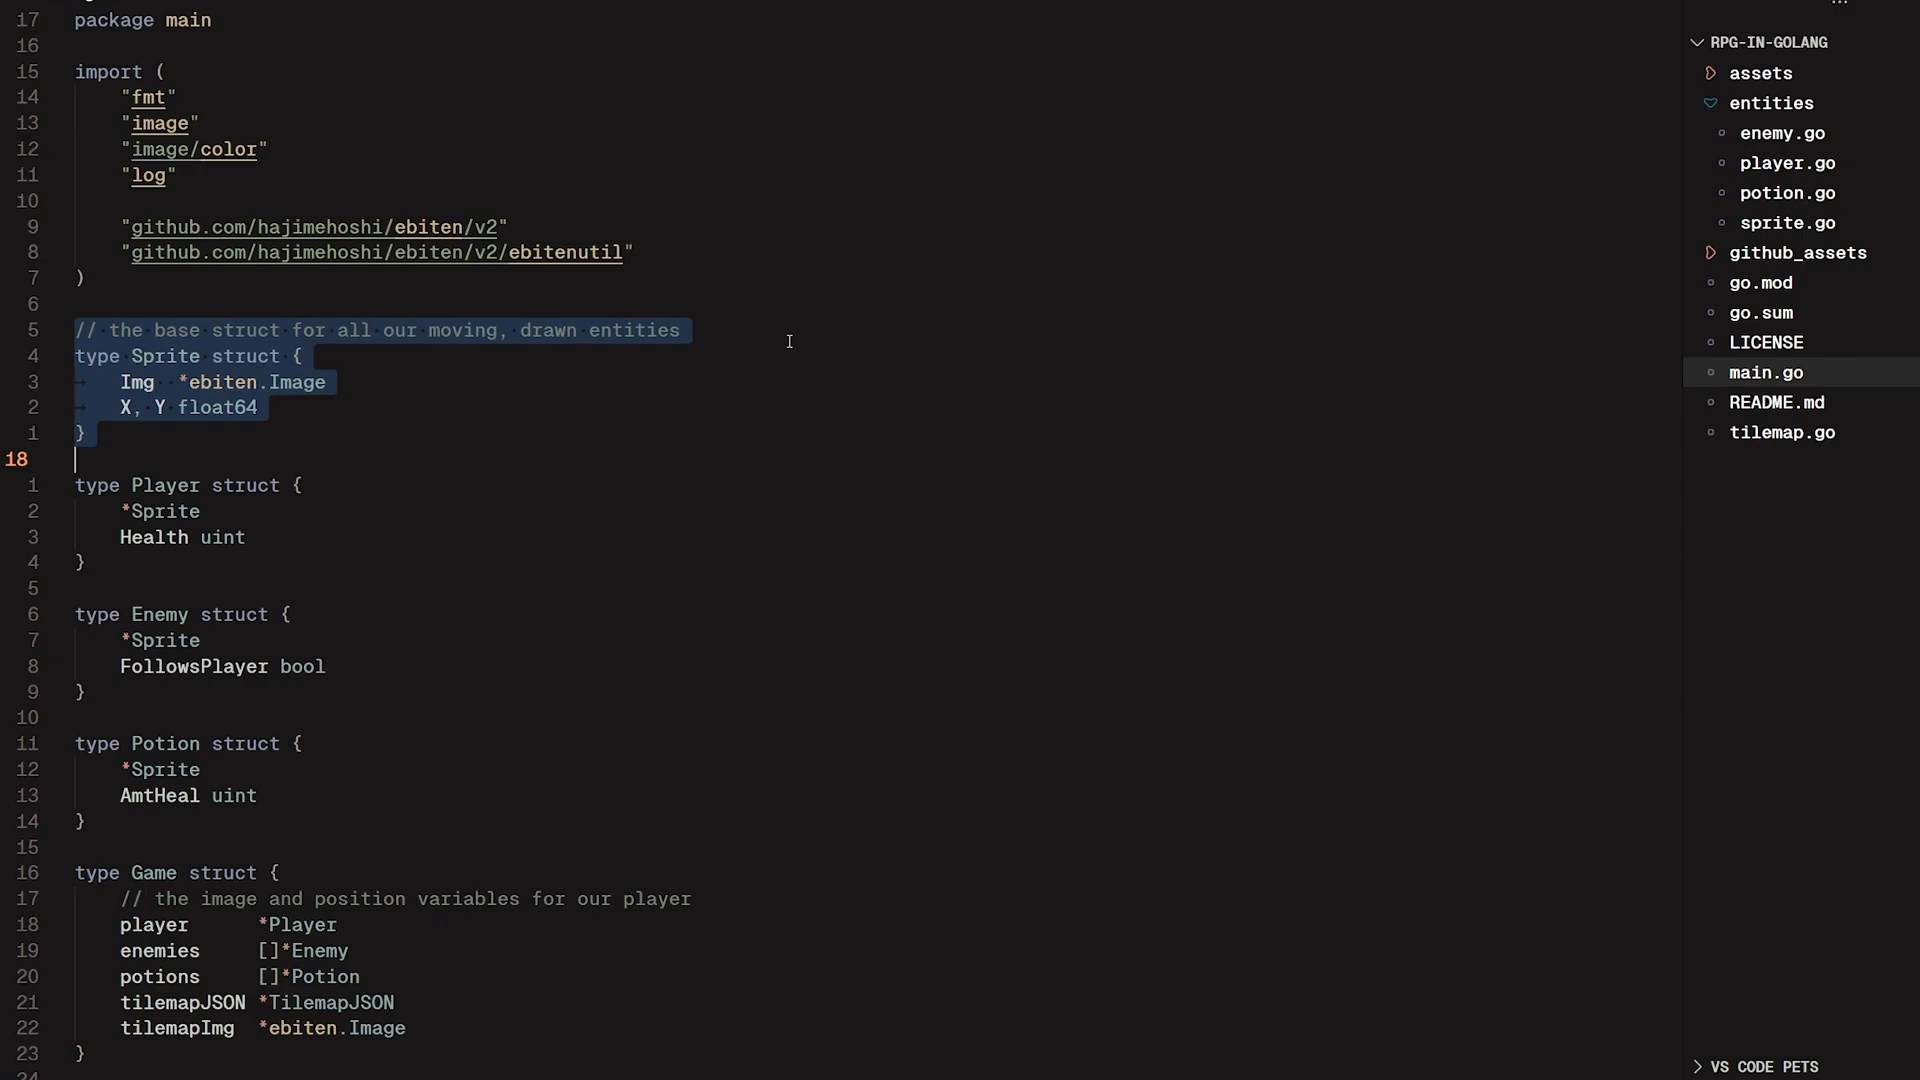 17 package main
16
15 import (
14 "fmt"
13 "image"
12 "image/color"
11 "log"
10
9 "github.com/hajimehoshi/ebiten/v2"
8 "github.com/hajimehoshi/ebiten/v2/ebitenutil"
7 )
6
5 // the base struct for all our moving, drawn entities
4 type Sprite struct {
3 Img *ebiten.Image
2 X, Y float64
1 }
18
1 type Player struct {
2 *Sprite
3 Health uint
4 }
5
6 type Enemy struct {
7 *Sprite
8 FollowsPlayer bool
9 }
10
11 type Potion struct {
12 *Sprite
13 AmtHeal uint
14 }
15
16 type Game struct {
17 // the image and position variables for our player
18 player *Player
19 enemies []*Enemy
20 potions []*Potion
21 tilemapJSON *TilemapJSON
22 tilemapImg *ebiten.Image
23 }
24
...
RPG-IN-GOLANG
assets
entities
enemy.go
player.go
potion.go
sprite.go
github_assets
go.mod
go.sum
LICENSE
main.go
README.md
tilemap.go
VS CODE PETS